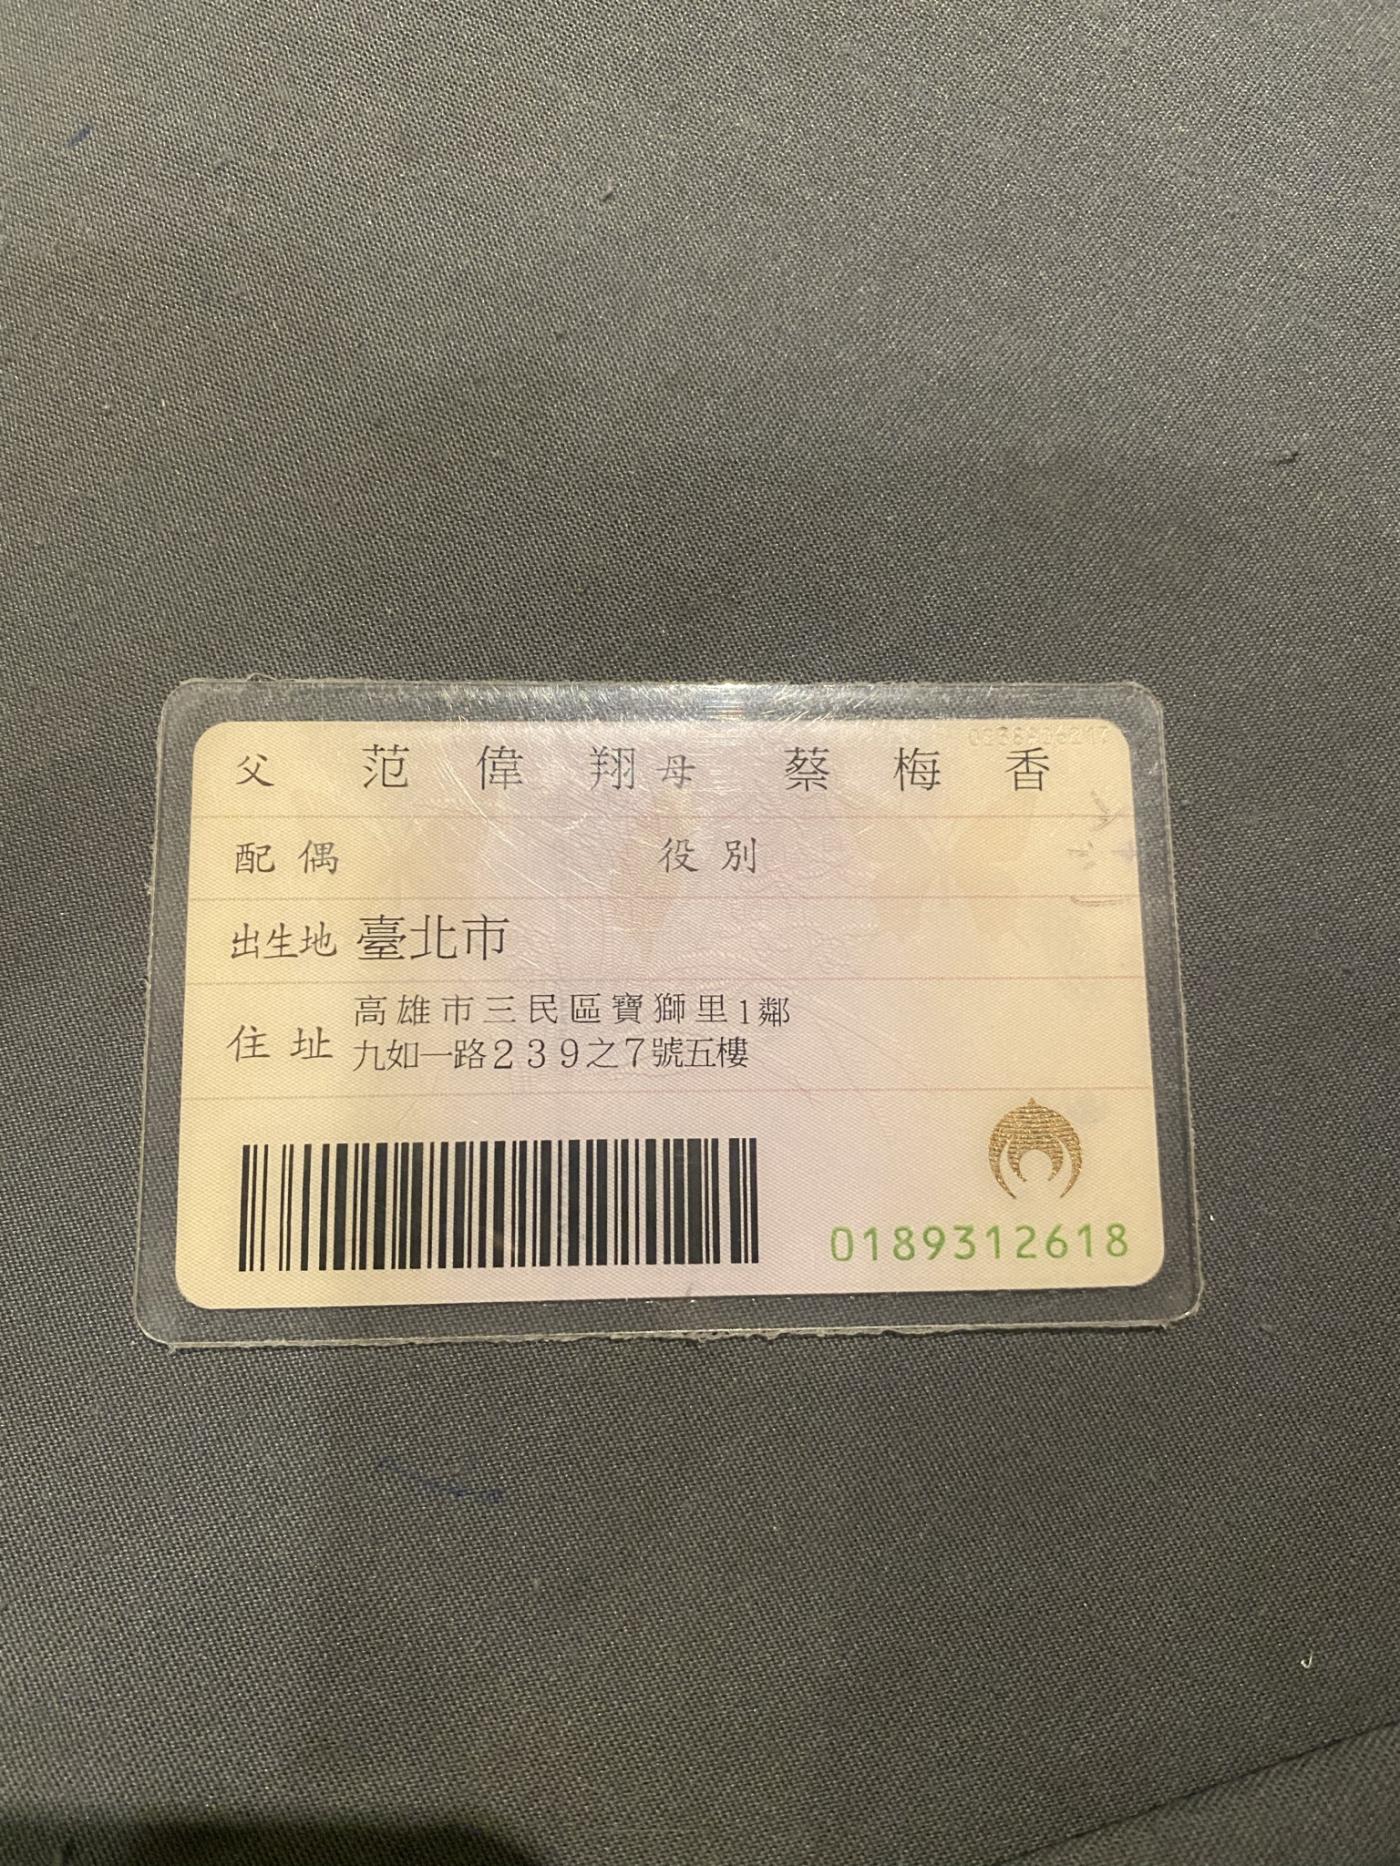 父 范偉翔 母 蔡梅香
配偶 役別
出生地 臺北市
住址 高雄市三民區寶獅里1鄰
九如一路239之7號五樓
0189312618